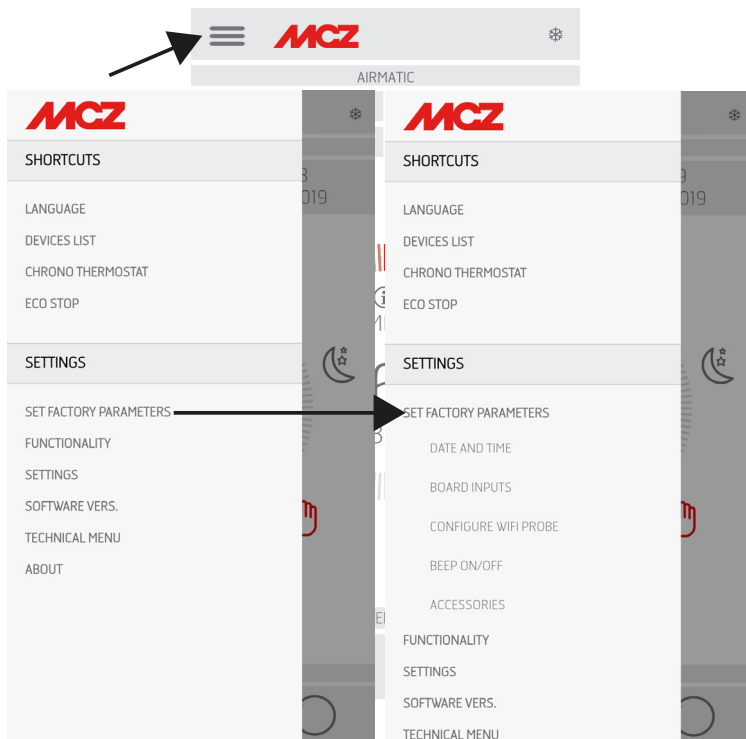 MCZ
AIRMATIC
MCZ
SHORTCUTS
LANGUAGE
DEVICES LIST
CHRONO THERMOSTAT
ECO STOP
SETTINGS
SET FACTORY PARAMETERS
FUNCTIONALITY
SETTINGS
SOFTWARE VERS.
TECHNICAL MENU
ABOUT
019
MCZ
SHORTCUTS
LANGUAGE
DEVICES LIST
CHRONO THERMOSTAT
ECO STOP
SETTINGS
SET FACTORY PARAMETERS
DATE AND TIME
BOARD INPUTS
CONFIGURE WIFI PROBE
BEEP ON/OFF
ACCESSORIES
FUNCTIONALITY
SETTINGS
SOFTWARE VERS.
TECHNICAL MENU
019